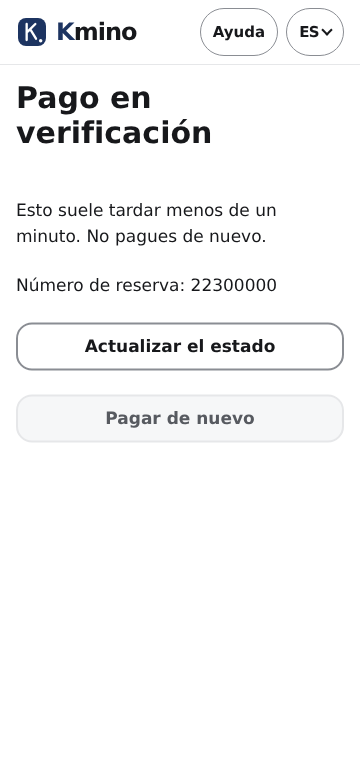 K. Kmino
Ayuda
ES
Pago en
verificación
Esto suele tardar menos de un
minuto. No pagues de nuevo.
Número de reserva: 22300000
Actualizar el estado
Pagar de nuevo